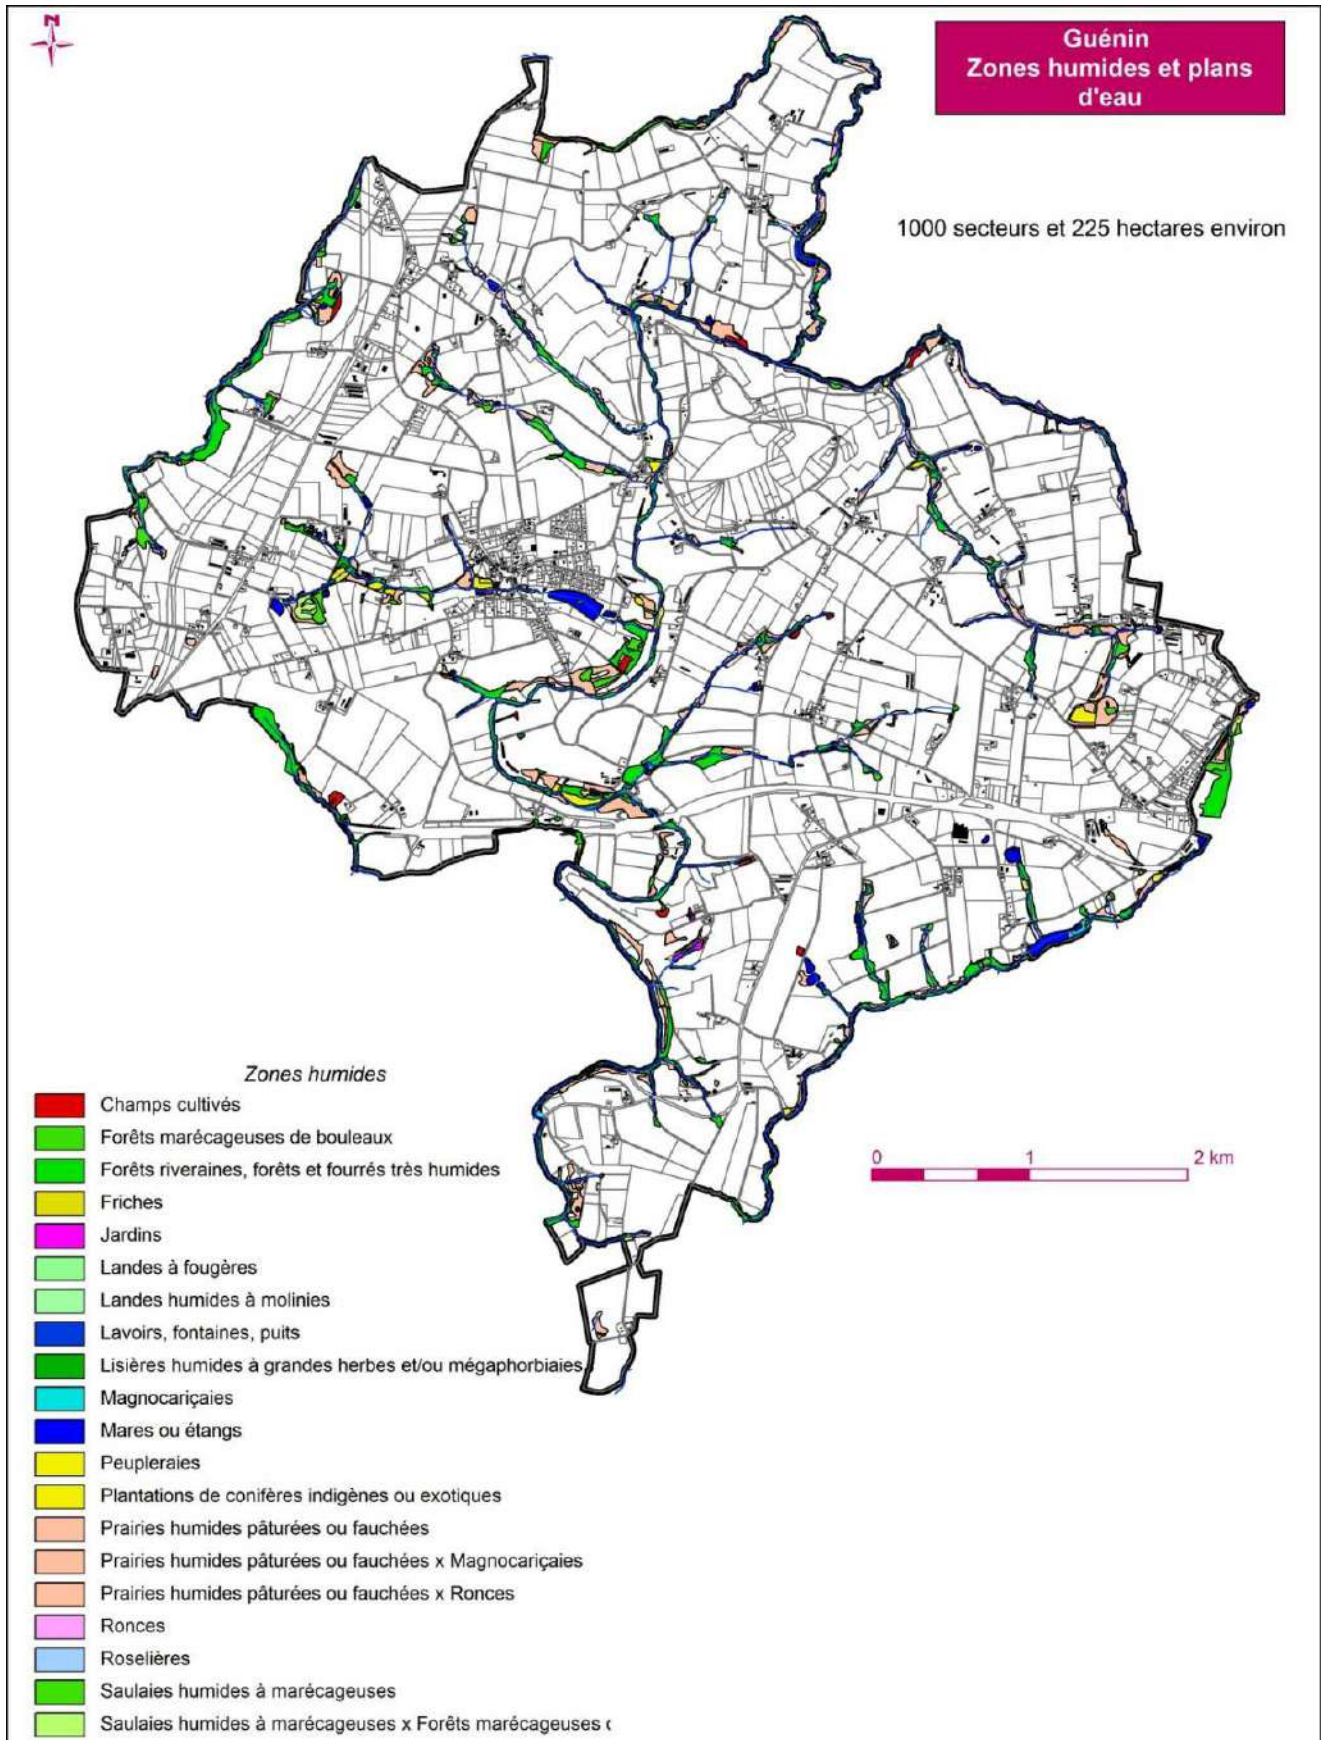 N
Guénin
Zones humides et plans
d'eau
1000 secteurs et 225 hectares environ
Zones humides
Champs cultivés
Forêts marécageuses de bouleaux
Forêts riveraines, forêts et fourrés très humides
Friches
Jardins
Landes à fougères
Landes humides à molinies
Lavoirs, fontaines, puits
Lisières humides à grandes herbes et/ou mégaphorbiaies
Magnocariçaies
Mares ou étangs
Peupleraies
Plantations de conifères indigènes ou exotiques
Prairies humides pâturées ou fauchées
Prairies humides pâturées ou fauchées x Magnocariçaies
Prairies humides pâturées ou fauchées x Ronces
Ronces
Roselières
Saulaies humides à marécageuses
Saulaies humides à marécageuses x Forêts marécageuses
0 1 2 km